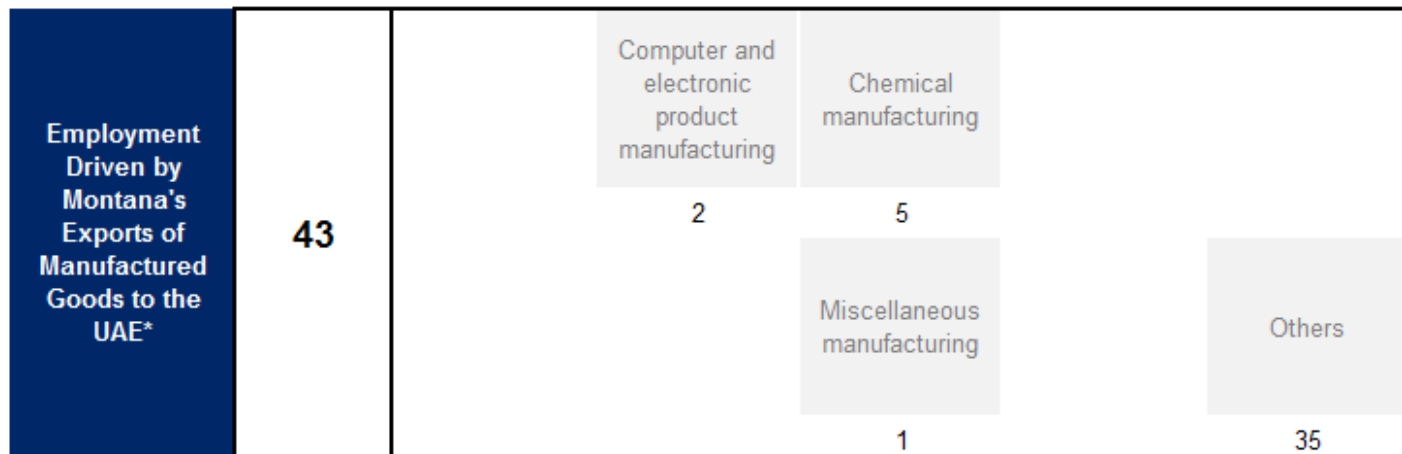 Employment
Driven by
Montana's
Exports of
Manufactured
Goods to the
UAE*
43
Computer and
electronic
product
manufacturing
2
Chemical
manufacturing
5
Miscellaneous
manufacturing
1
Others
35